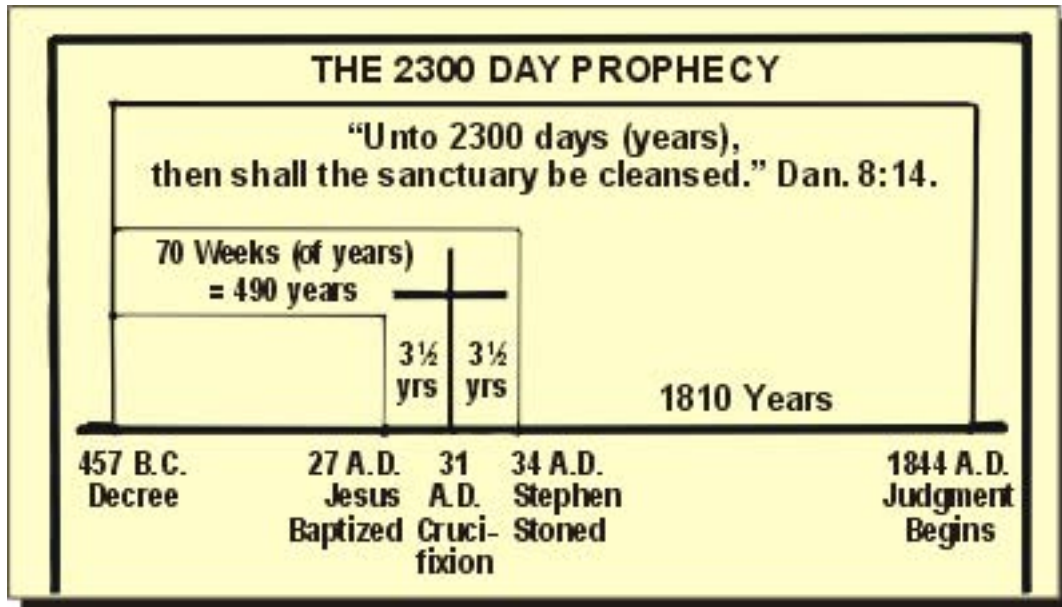 THE 2300 DAY PROPHECY
“Unto 2300 days (years),
then shall the sanctuary be cleansed.” Dan. 8:14.
70 Weeks (of years)
= 490 years
3½
yrs
3½
yrs
1810 Years
457 B.C.
Decree
27 A.D.
Jesus
Baptized
31
A.D.
Cruci-
fixion
34 A.D.
Stephen
Stoned
1844 A.D.
Judgment
Begins